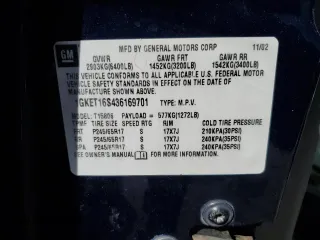 GM
MFD BY GENERAL MOTORS CORP 11/02
GVWR GAWR FRT GAWR RR
2903KG(6400LB) 1452KG(3200LB) 1542KG(3400LB)
THIS VEHICLE CONFORMS TO ALL APPLICABLE U.S. FEDERAL MOTOR
VEHICLE SAFETY STANDARDS IN EFFECT ON THE DATE OF
MANUFACTURE SHOWN ABOVE.
1GKET16S436169701 TYPE: M.P.V.
MODEL: T15806 PAYLOAD = 577KG(1272LB)
TIRE SIZE SPEED RTG RIM COLD TIRE PRESSURE
FRT P245/65R17 S 17X7J 210KPA(30PSI)
RR P245/65R17 S 17X7J 240KPA(35PSI)
SPA P245/65R17 S 17X7J 240KPA(35PSI)
SEE OWNER'S MANUAL FOR MORE INFORMATION.